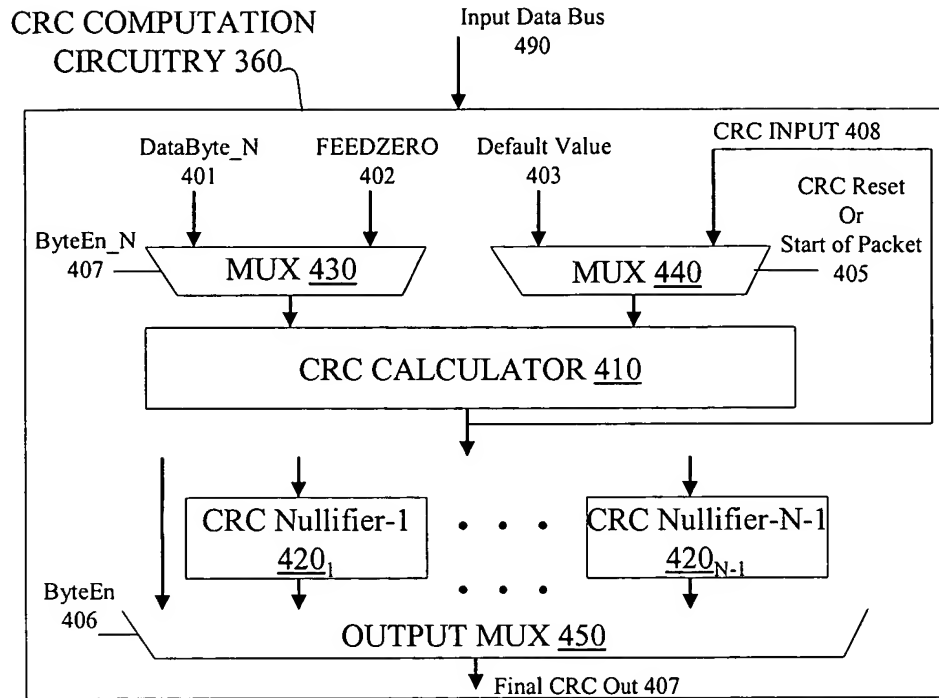 CRC COMPUTATION
CIRCUITRY 360
Input Data Bus
490
DataByte_N
401
FEEDZERO
402
Default Value
403
CRC INPUT 408
CRC Reset
Or
Start of Packet
405
ByteEn_N
407
MUX 430
MUX 440
CRC CALCULATOR 410
CRC Nullifier-1
420₁
CRC Nullifier-N-1
420N-1
ByteEn
406
OUTPUT MUX 450
Final CRC Out 407